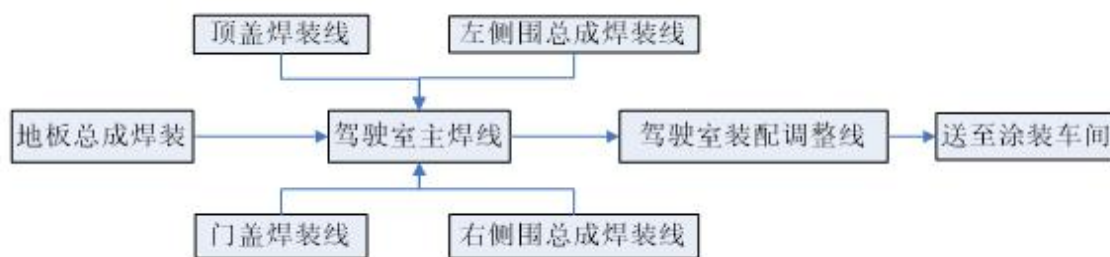 顶盖焊装线
左侧围总成焊装线
地板总成焊装
驾驶室主焊线
驾驶室装配调整线
送至涂装车间
门盖焊装线
右侧围总成焊装线